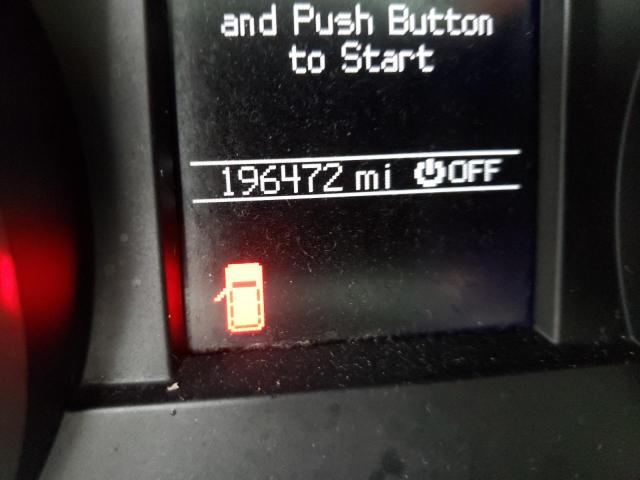 and Push Button
to Start
196472 mi OFF